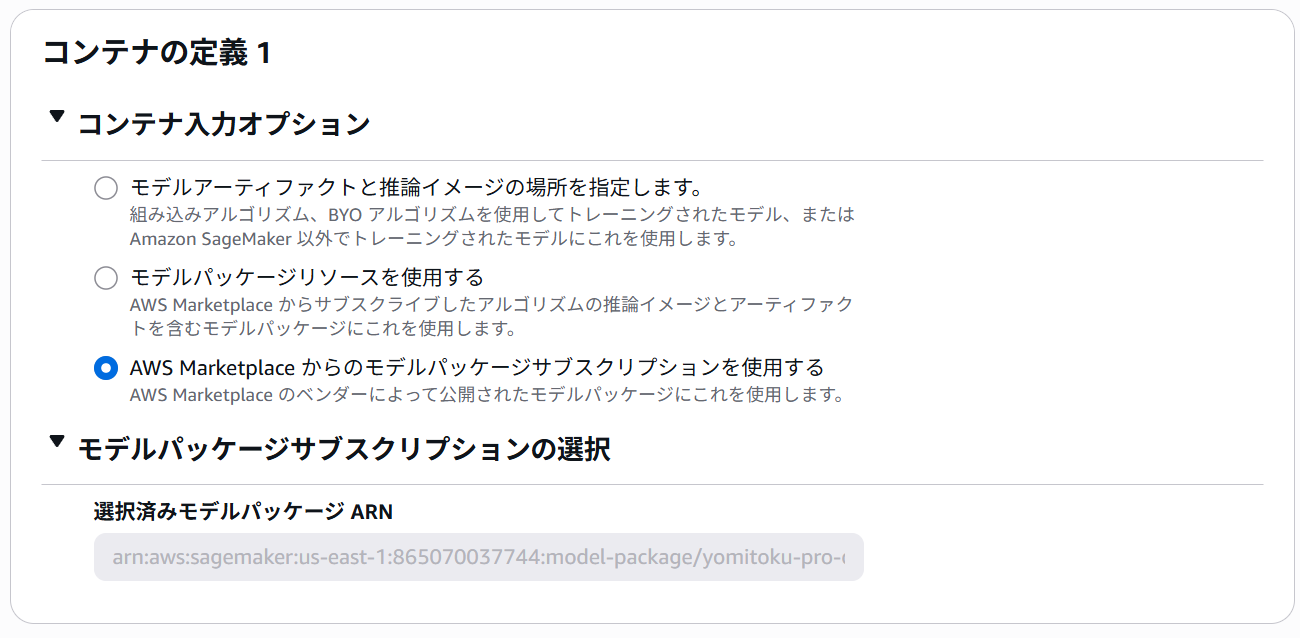 コンテナの定義 1
コンテナ入力オプション
モデルアーティファクトと推論イメージの場所を指定します。
組み込みアルゴリズム、BYO アルゴリズムを使用してトレーニングされたモデル、または
Amazon SageMaker 以外でトレーニングされたモデルにこれを使用します。
モデルパッケージリソースを使用する
AWS Marketplace からサブスクライブしたアルゴリズムの推論イメージとアーティファク
トを含むモデルパッケージにこれを使用します。
AWS Marketplace からのモデルパッケージサブスクリプションを使用する
AWS Marketplace のベンダーによって公開されたモデルパッケージにこれを使用します。
モデルパッケージサブスクリプションの選択
選択済みモデルパッケージ ARN
arn:aws:sagemaker:us-east-1:865070037744:model-package/yomitoku-pro-